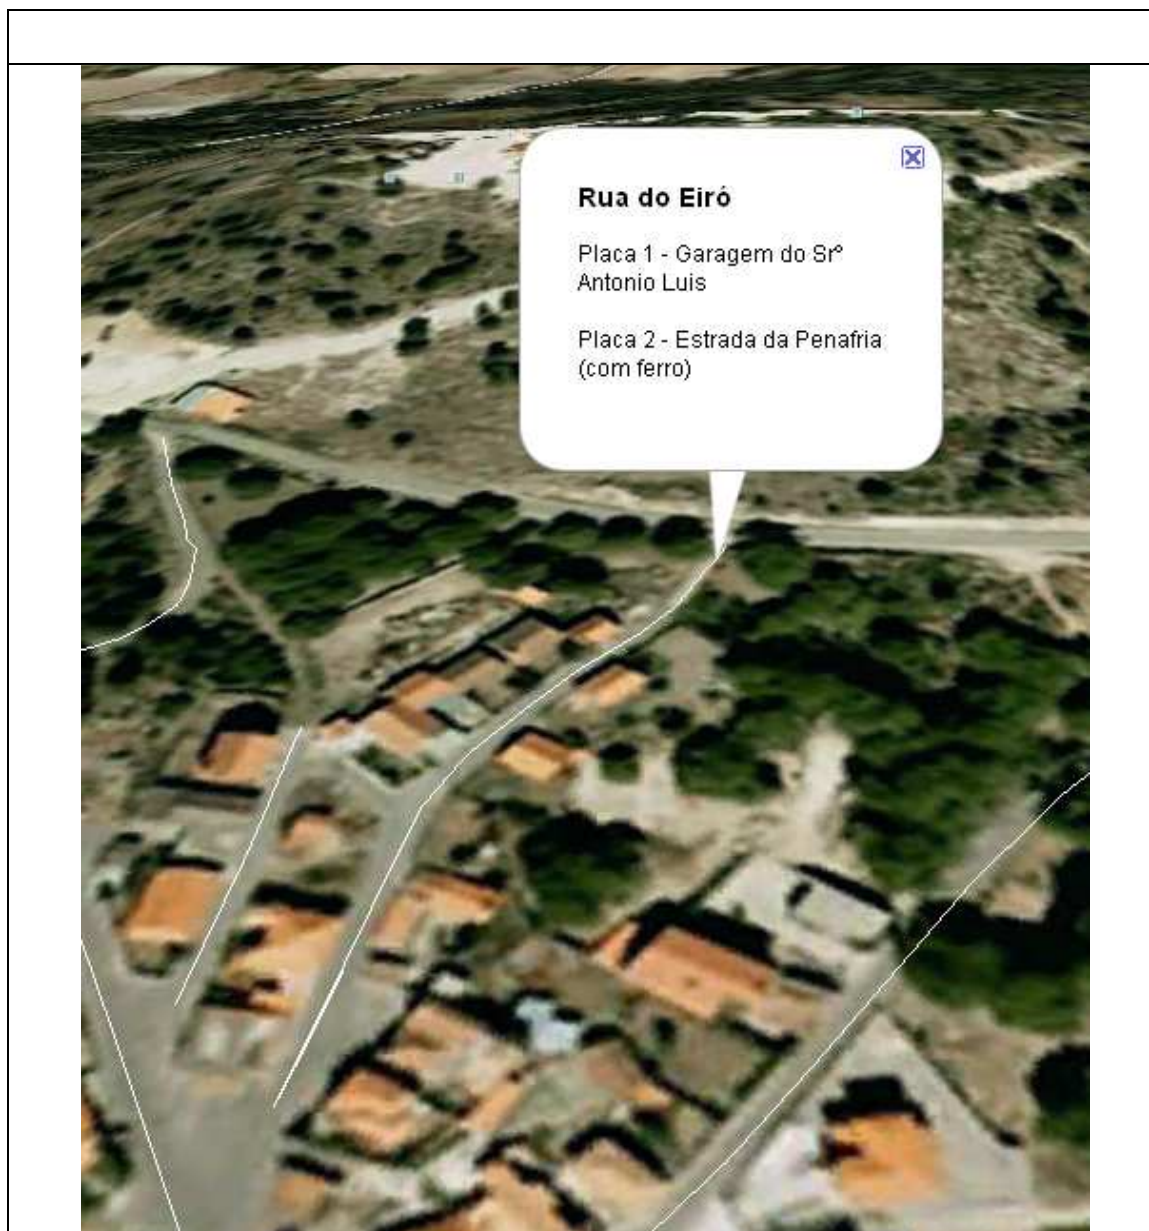 Rua do Eiró
Placa 1 - Garagem do Srº
Antonio Luis
Placa 2 - Estrada da Penafria
(com ferro)